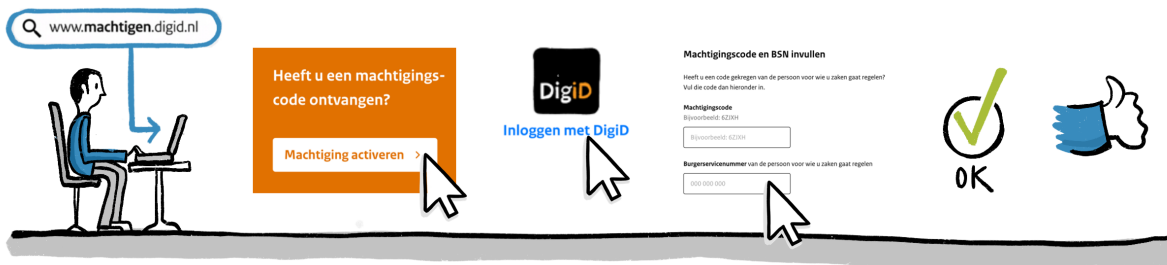 www.machtigen.digid.nl
Heeft u een machtigings-
code ontvangen?
Machtiging activeren >
DigiD
Inloggen met DigiD
Machtigingscode en BSN invullen
Heeft u een code gekregen van de persoon voor wie u zaken gaat regelen?
Vul die code dan hieronder in.
Machtigingscode
Bijvoorbeeld: 6ZJXH
Bijvoorbeeld: 6ZJXH
Burgerservicenummer van de persoon voor wie u zaken gaat regelen
000 000 000
OK